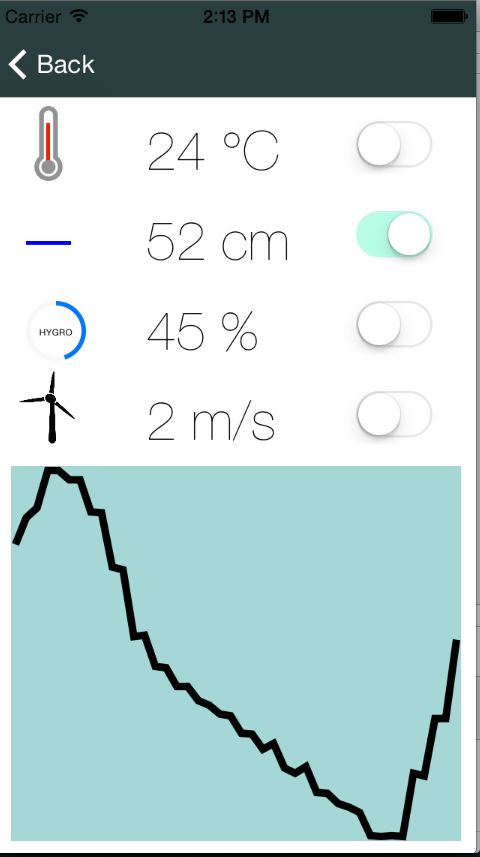 Carrier 2:13 PM
Back
24 °C
52 cm
HYGRO 45 %
2 m/s